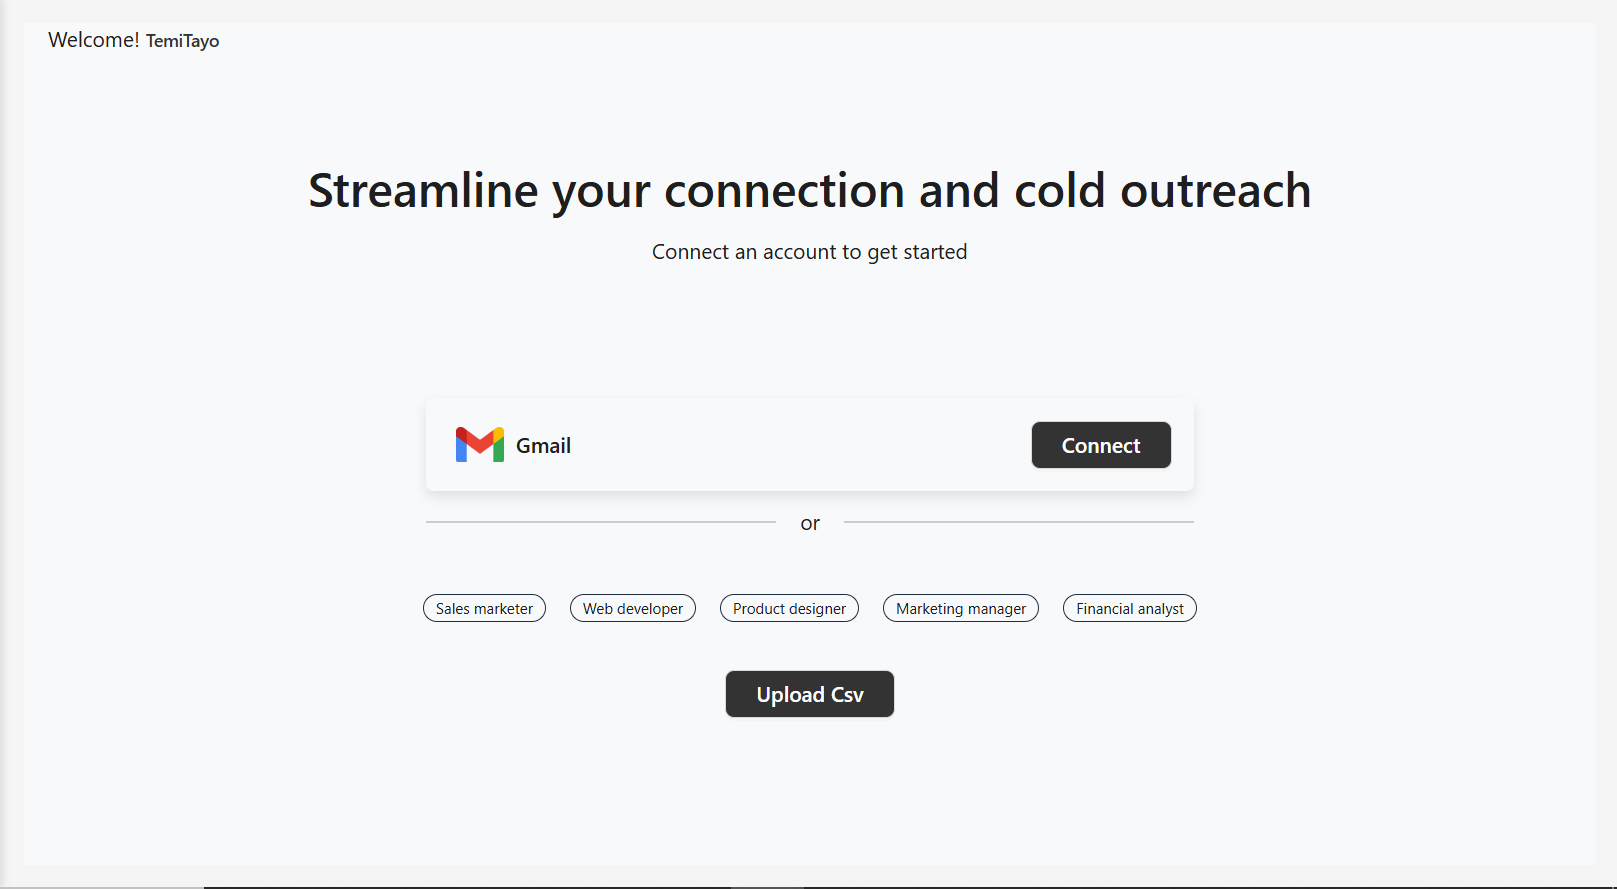 Welcome! TemiTayo
Streamline your connection and cold outreach
Connect an account to get started
Gmail
Connect
or
Sales marketer
Web developer
Product designer
Marketing manager
Financial analyst
Upload Csv